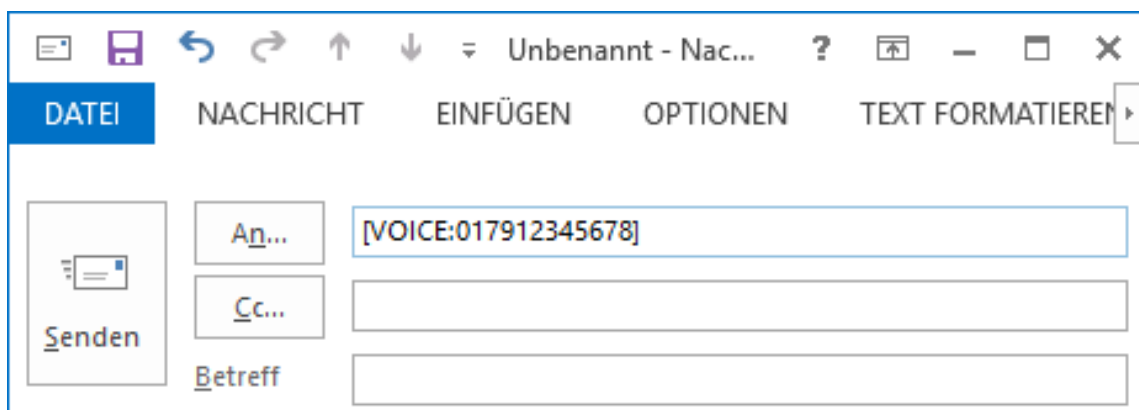 Unbenannt - Nac... ?
DATEI NACHRICHT EINFÜGEN OPTIONEN TEXT FORMATIEREN
An... [VOICE:017912345678]
Cc...
Senden
Betreff